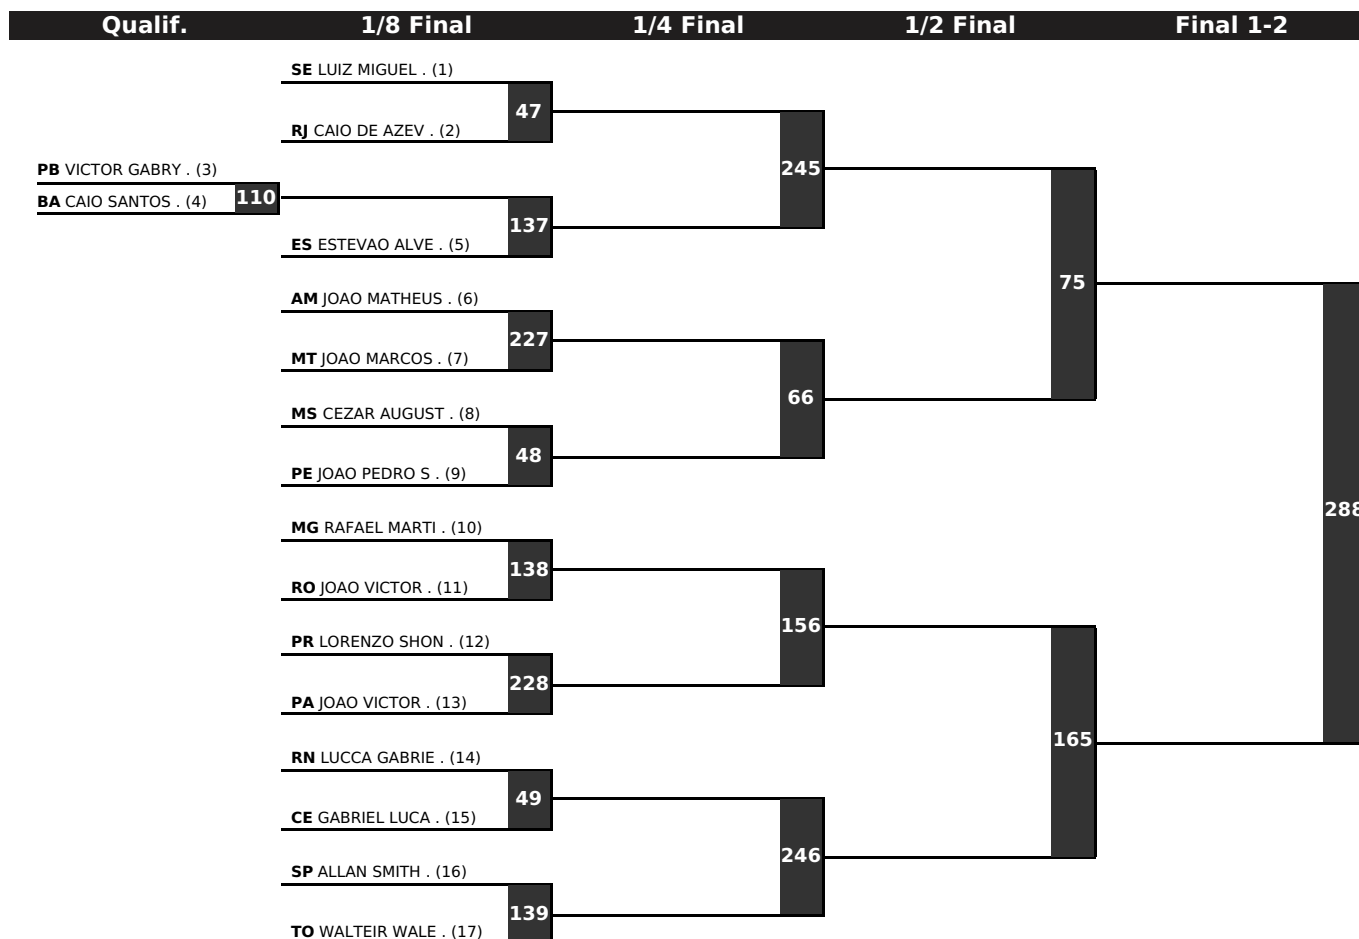 Qualif. 1/8 Final 1/4 Final 1/2 Final Final 1-2
SE LUIZ MIGUEL . (1)
47
RJ CAIO DE AZEV . (2)
245
PB VICTOR GABRY . (3)
BA CAIO SANTOS . (4) 110
137
ES ESTEVAO ALVE . (5)
75
AM JOAO MATHEUS . (6)
227
MT JOAO MARCOS . (7)
66
MS CEZAR AUGUST . (8)
48
PE JOAO PEDRO S . (9)
288
MG RAFAEL MARTI . (10)
138
RO JOAO VICTOR . (11)
156
PR LORENZO SHON . (12)
228
PA JOAO VICTOR . (13)
165
RN LUCCA GABRIE . (14)
49
CE GABRIEL LUCA . (15)
246
SP ALLAN SMITH . (16)
139
TO WALTEIR WALE . (17)